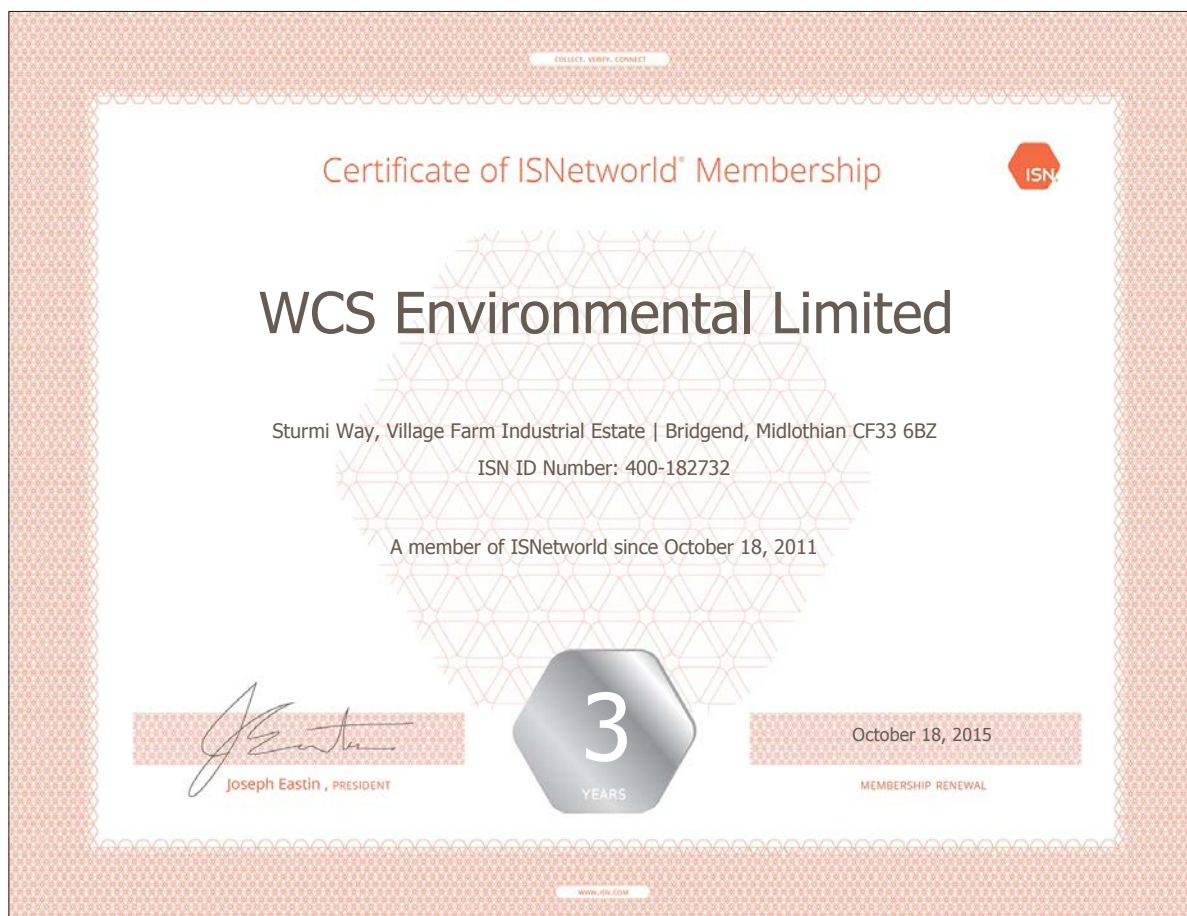 COLLECT. VERIFY. CONNECT
Certificate of ISNetworld® Membership
ISN
WCS Environmental Limited
Sturmi Way, Village Farm Industrial Estate | Bridgend, Midlothian CF33 6BZ
ISN ID Number: 400-182732
A member of ISNetworld since October 18, 2011
3
YEARS
Joseph Eastin , PRESIDENT
October 18, 2015
MEMBERSHIP RENEWAL
WWW.ISN.COM